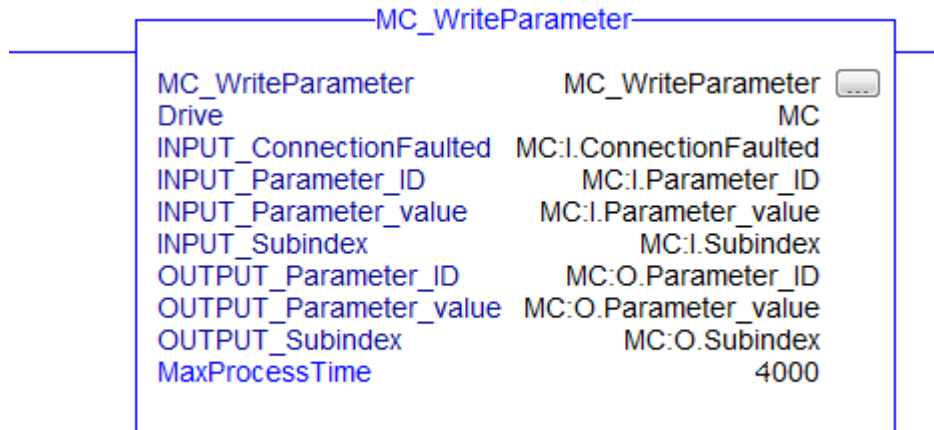 MC_WriteParameter
MC_WriteParameter MC_WriteParameter ...
Drive MC
INPUT_ConnectionFaulted MC:I.ConnectionFaulted
INPUT_Parameter_ID MC:I.Parameter_ID
INPUT_Parameter_value MC:I.Parameter_value
INPUT_Subindex MC:I.Subindex
OUTPUT_Parameter_ID MC:O.Parameter_ID
OUTPUT_Parameter_value MC:O.Parameter_value
OUTPUT_Subindex MC:O.Subindex
MaxProcessTime 4000